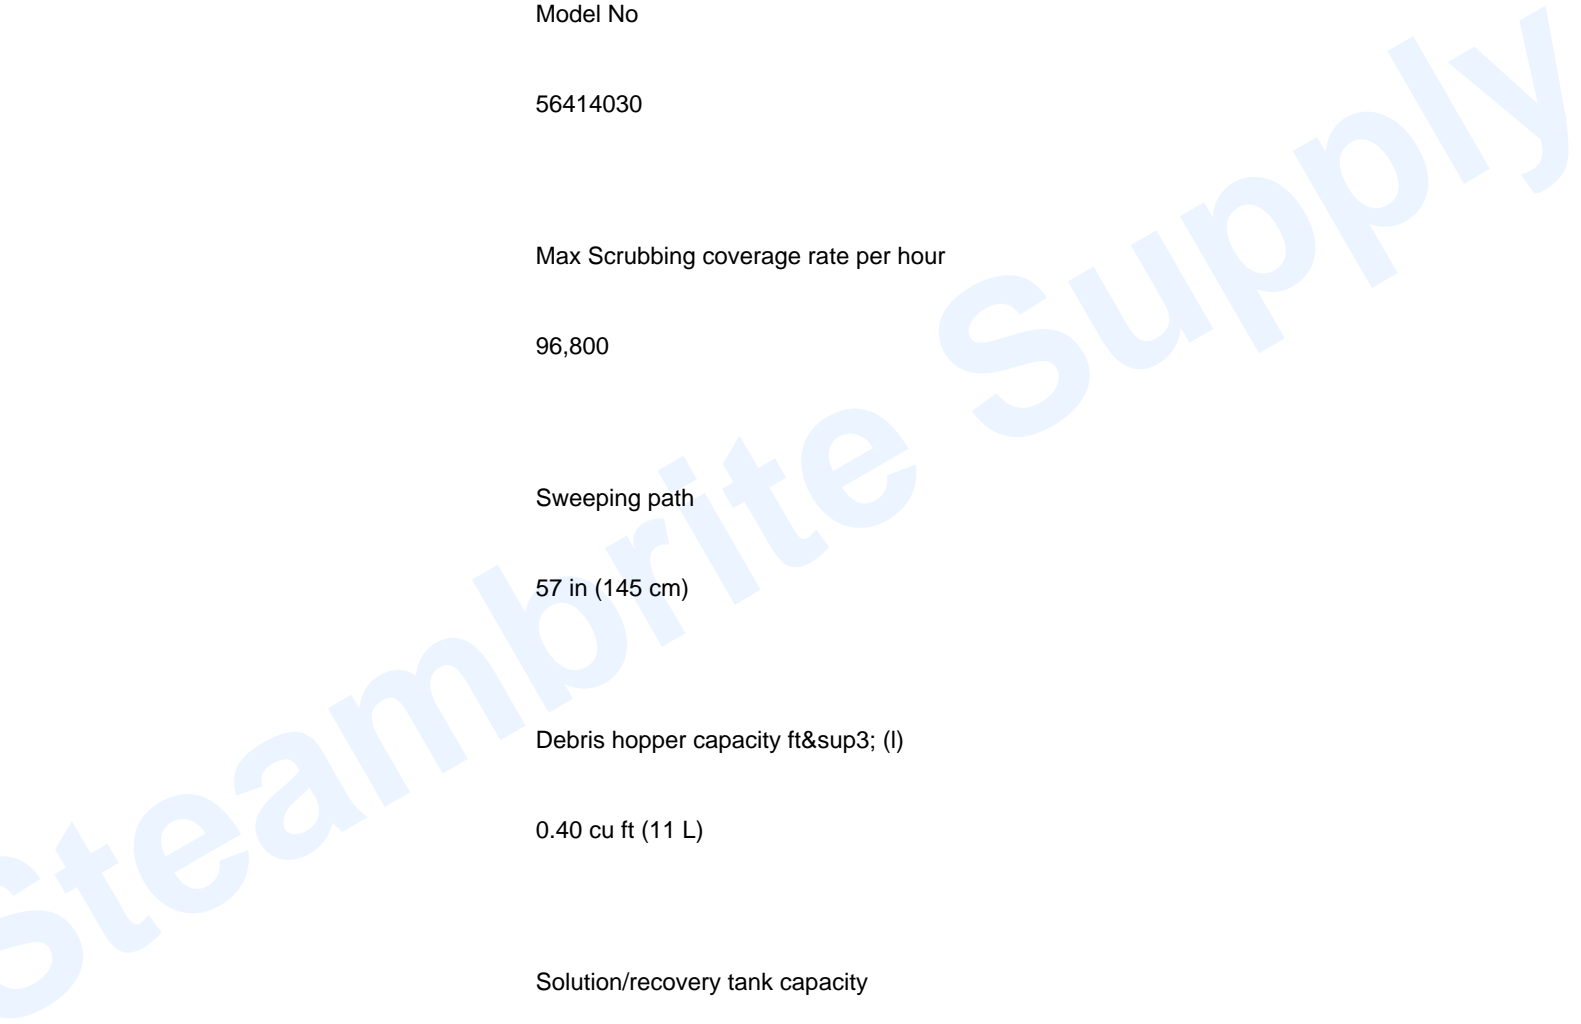 Model No
56414030
Max Scrubbing coverage rate per hour
96,800
Sweeping path
57 in (145 cm)
Debris hopper capacity ft&sup3; (l)
0.40 cu ft (11 L)
Solution/recovery tank capacity
Steambrite Supply